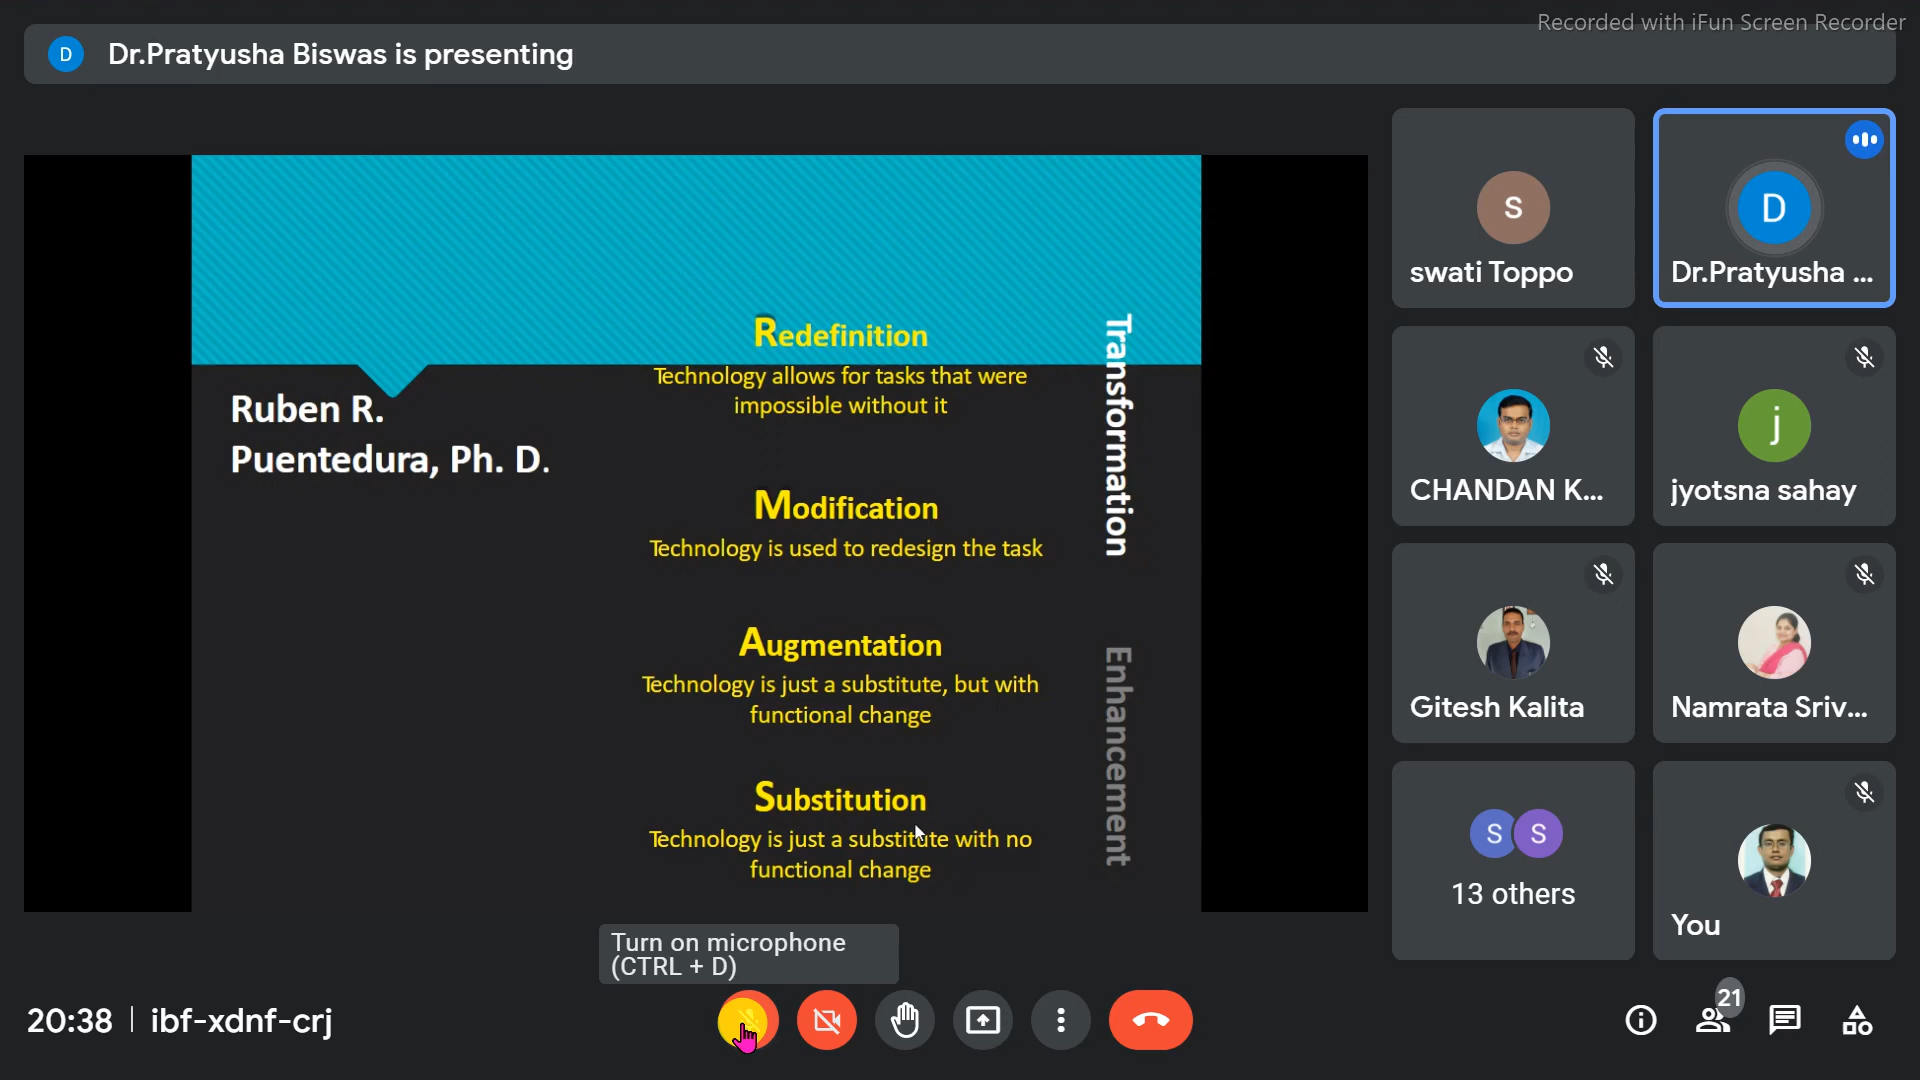 Recorded with iFun Screen Recorder
D Dr.Pratyusha Biswas is presenting
Ruben R.
Puentedura, Ph. D.
Redefinition
Technology allows for tasks that were
impossible without it
Modification
Technology is used to redesign the task
Augmentation
Technology is just a substitute, but with
functional change
Substitution
Technology is just a substitute with no
functional change
Transformation
Enhancement
s
swati Toppo
D
Dr.Pratyusha ...
CHANDAN K...
j
jyotsna sahay
Gitesh Kalita
Namrata Sriv...
S S
13 others
You
Turn on microphone
(CTRL + D)
20:38 | ibf-xdnf-crj
21